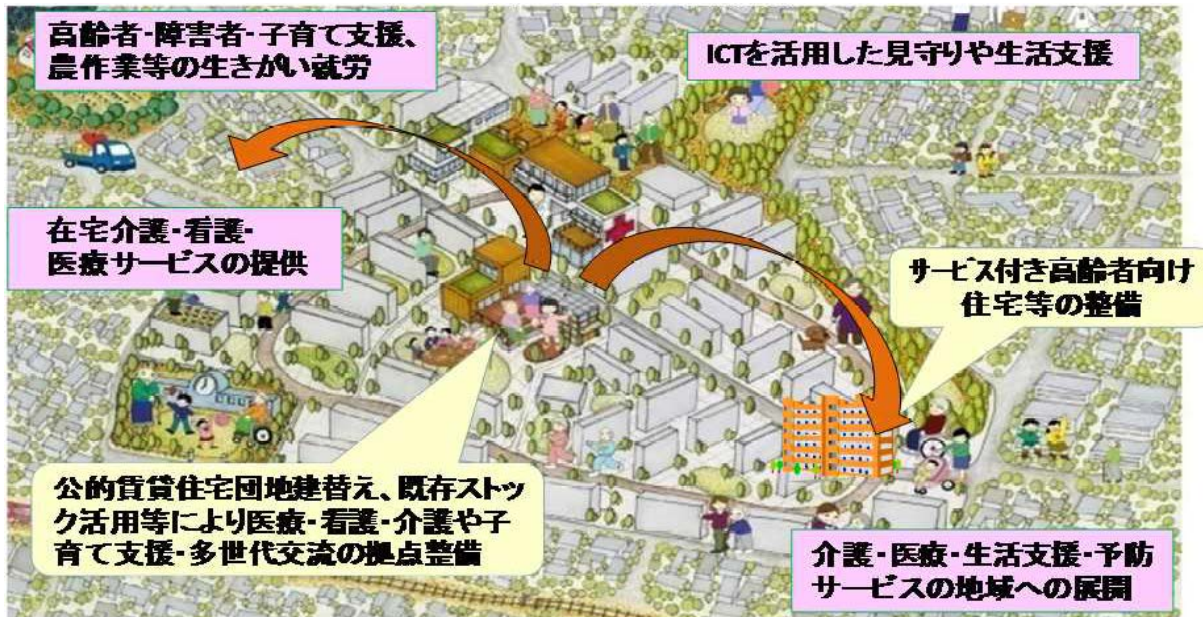 高齢者・障害者・子育て支援、
農作業等の生きがい就労
ICTを活用した見守りや生活支援
在宅介護・看護・
医療サービスの提供
サービス付き高齢者向け
住宅等の整備
公的賃貸住宅団地建替え、既存ストッ
ク活用等により医療・看護・介護や子
育て支援・多世代交流の拠点整備
介護・医療・生活支援・予防
サービスの地域への展開